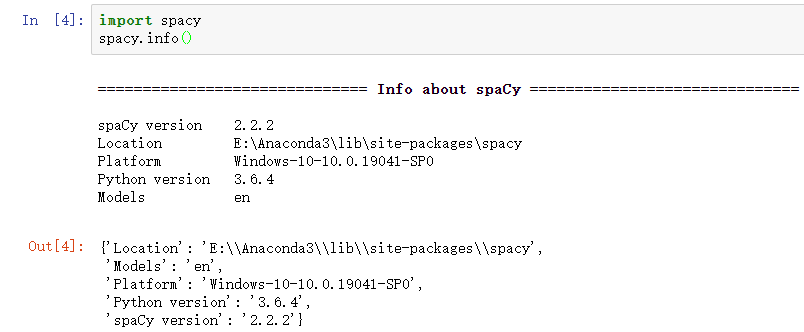 In [4]: import spacy
spacy.info()
============================== Info about spaCy ==============================
spaCy version 2.2.2
Location E:\Anaconda3\lib\site-packages\spacy
Platform Windows-10-10.0.19041-SP0
Python version 3.6.4
Models en
Out[4]: {'Location': 'E:\\Anaconda3\\lib\\site-packages\\spacy',
'Models': 'en',
'Platform': 'Windows-10-10.0.19041-SP0',
'Python version': '3.6.4',
'spaCy version': '2.2.2'}